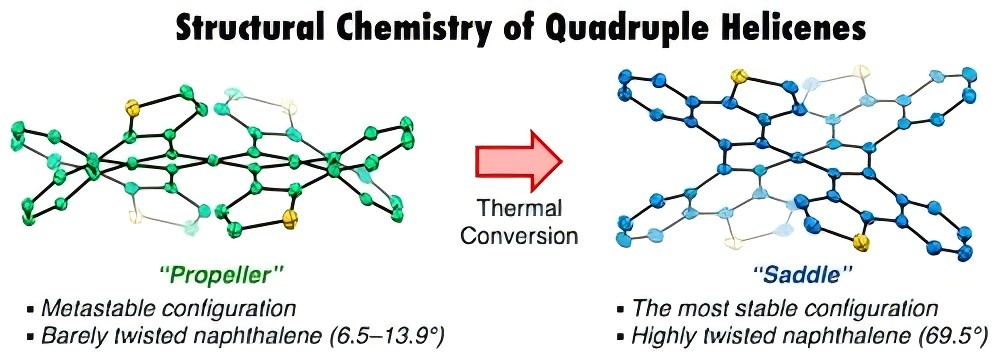 Structural Chemistry of Quadruple Helicenes
Thermal
Conversion
“Propeller”
▪ Metastable configuration
▪ Barely twisted naphthalene (6.5–13.9°)
“Saddle”
▪ The most stable configuration
▪ Highly twisted naphthalene (69.5°)